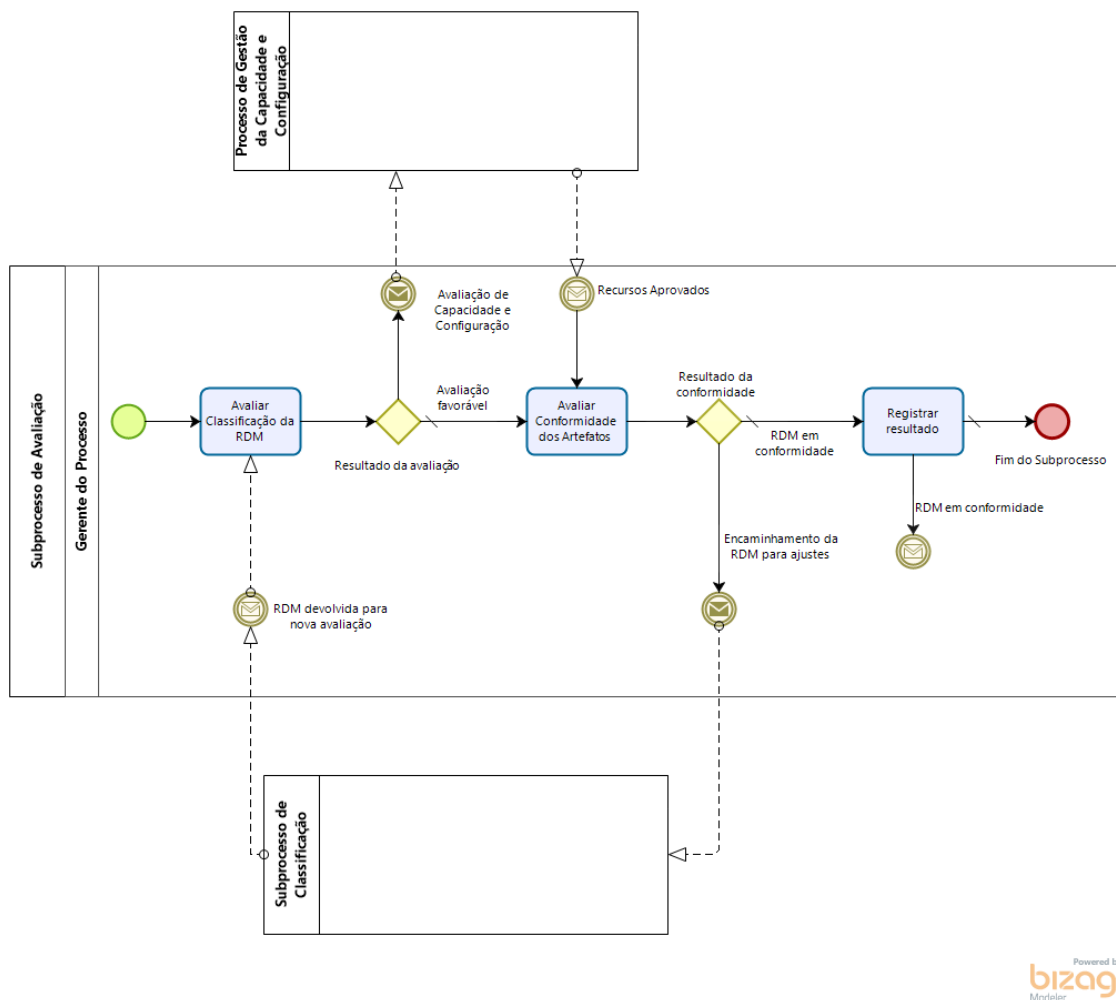 Processo de Gestão
da Capacidade e
Configuração
Avaliação de
Capacidade e
Configuração
Recursos Aprovados
Subprocesso de Avaliação
Gerente do Processo
Avaliar
Classificação da
RDM
Avaliação
favorável
Resultado da avaliação
Avaliar
Conformidade
dos Artefatos
Resultado da
conformidade
RDM em
conformidade
Registrar
resultado
Fim do Subprocesso
RDM em conformidade
Encaminhamento da
RDM para ajustes
RDM devolvida para
nova avaliação
Subprocesso de
Classificação
Powered b
bizag
Modeler